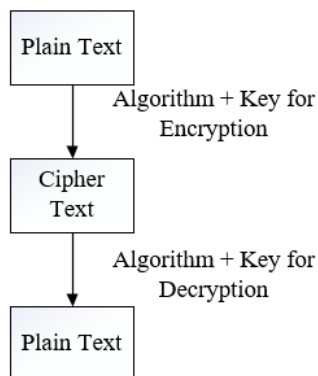 Plain Text
Algorithm + Key for
Encryption
Cipher
Text
Algorithm + Key for
Decryption
Plain Text